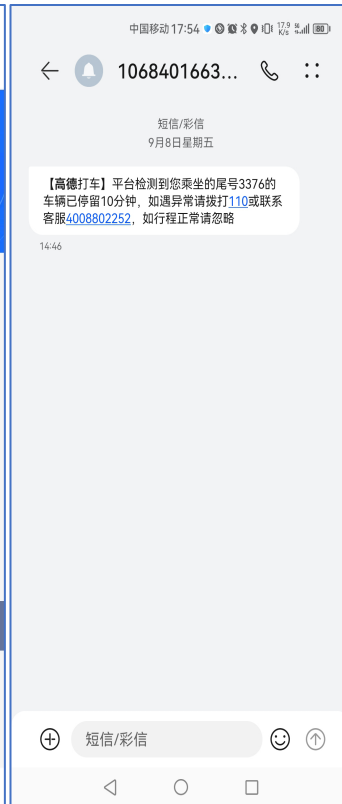 中国移动 17:54 17.9 K/s 5G 80
1068401663...
短信/彩信
9月8日星期五
【高德打车】平台检测到您乘坐的尾号3376的
车辆已停留10分钟，如遇异常请拨打110或联系
客服4008802252，如行程正常请忽略
14:46
短信/彩信